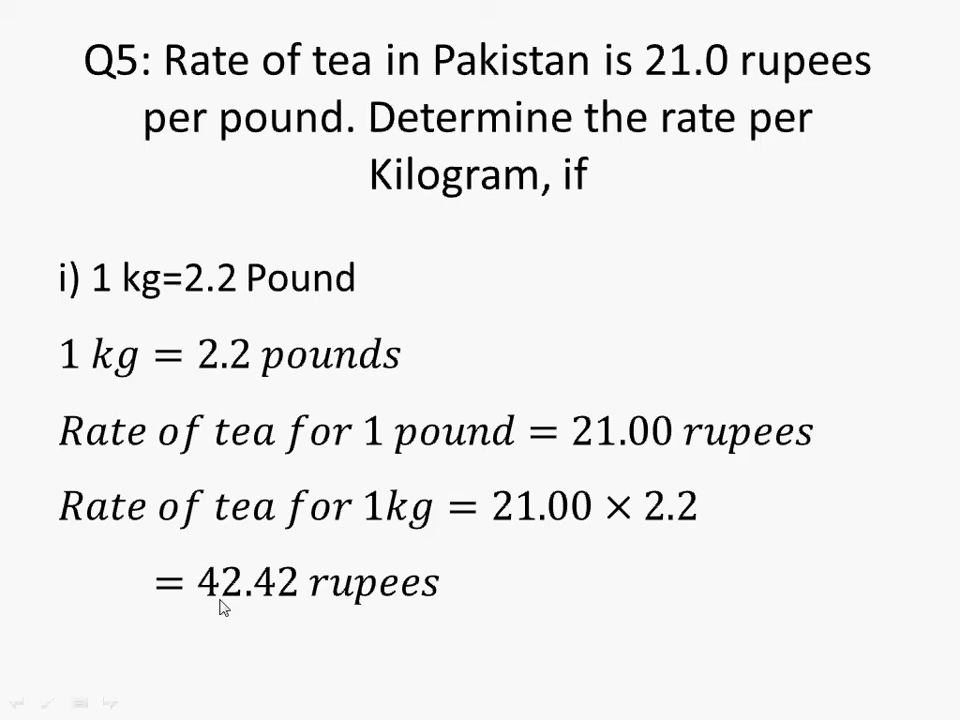 Q5: Rate of tea in Pakistan is 21.0 rupees
per pound. Determine the rate per
Kilogram, if
i) 1 kg=2.2 Pound
1 kg = 2.2 pounds
Rate of tea for 1 pound = 21.00 rupees
Rate of tea for 1kg = 21.00 × 2.2
= 42.42 rupees